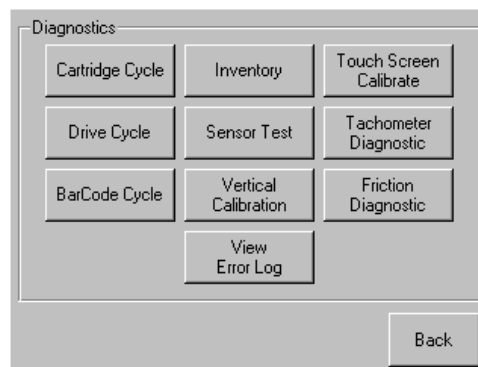 Diagnostics
Cartridge Cycle
Inventory
Touch Screen
Calibrate
Drive Cycle
Sensor Test
Tachometer
Diagnostic
BarCode Cycle
Vertical
Calibration
Friction
Diagnostic
View
Error Log
Back